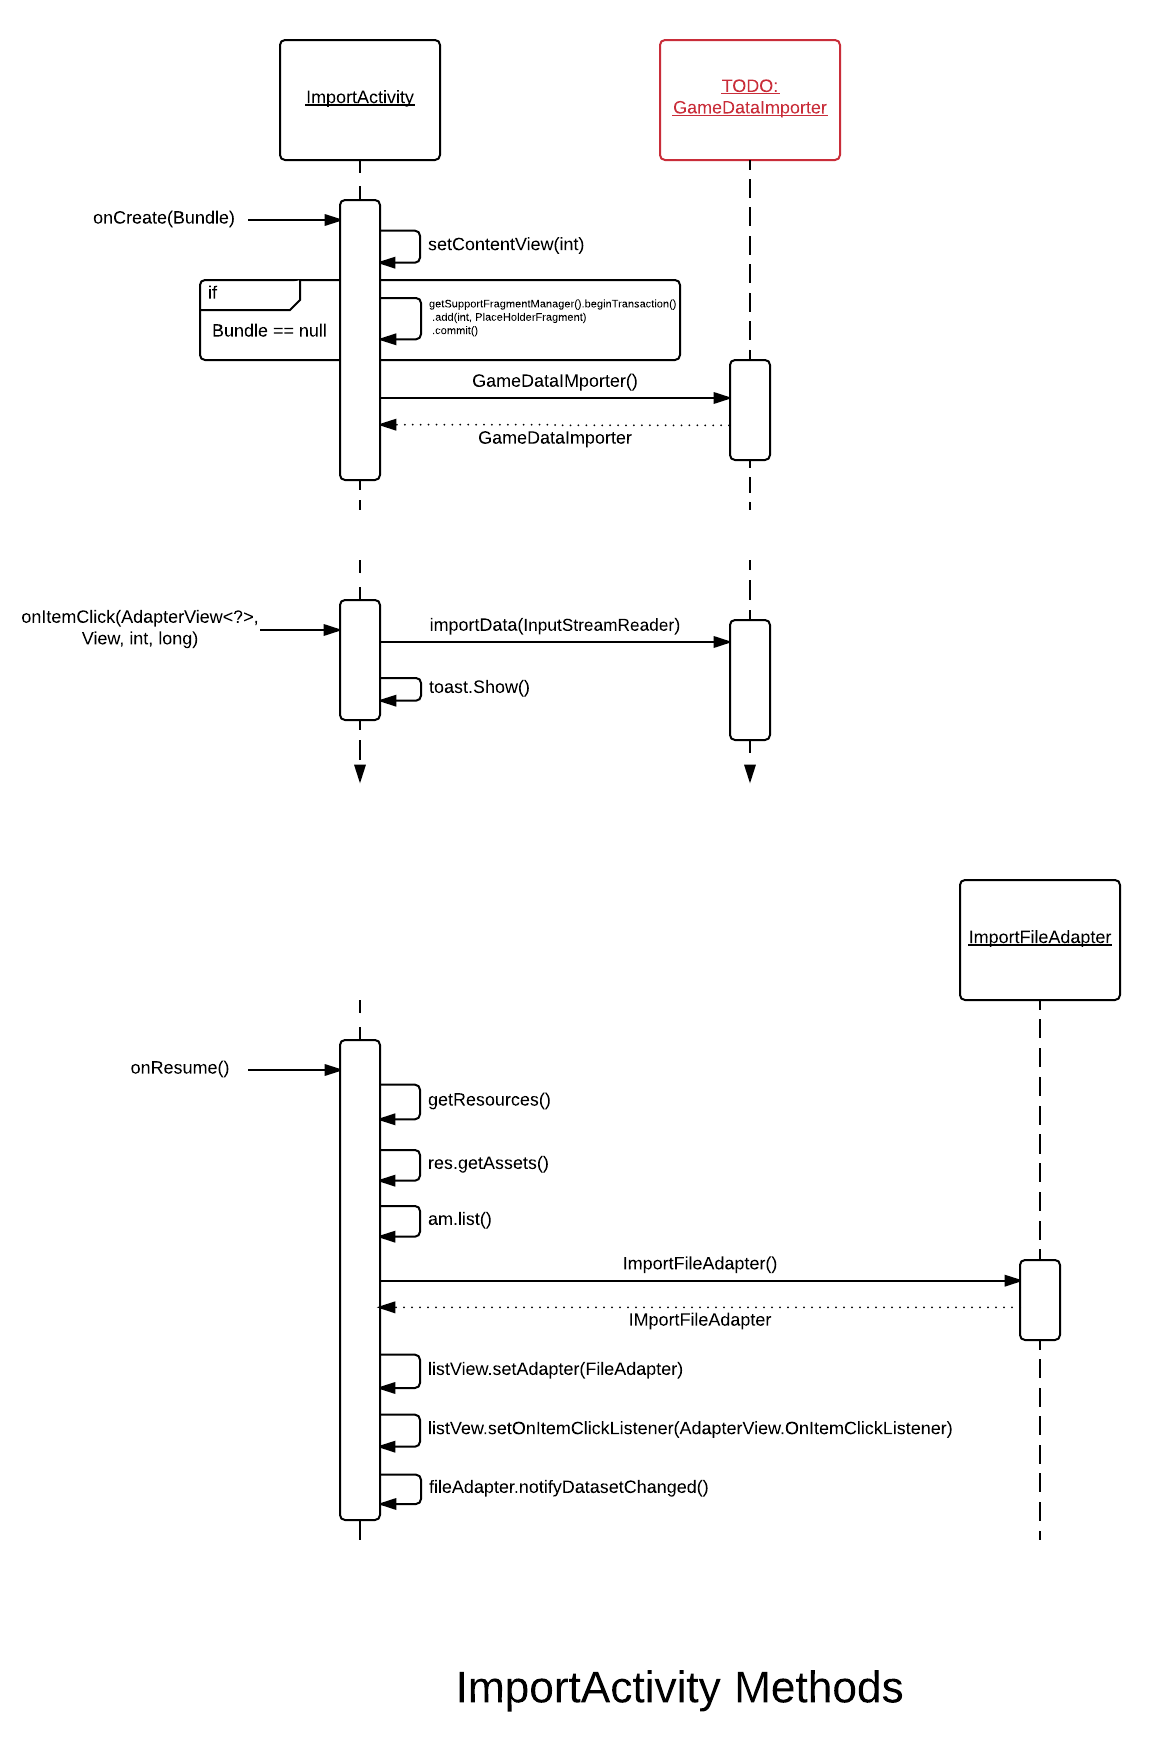 ImportActivity
TODO:
GameDataImporter
onCreate(Bundle)
setContentView(int)
if
Bundle == null
getSupportFragmentManager().beginTransaction()
.add(int, PlaceHolderFragment)
.commit()
GameDataIMporter()
GameDataImporter
onItemClick(AdapterView<?>,
View, int, long)
importData(InputStreamReader)
toast.Show()
ImportFileAdapter
onResume()
getResources()
res.getAssets()
am.list()
ImportFileAdapter()
IMportFileAdapter
listView.setAdapter(FileAdapter)
listVew.setOnItemClickListener(AdapterView.OnItemClickListener)
fileAdapter.notifyDatasetChanged()
ImportActivity Methods